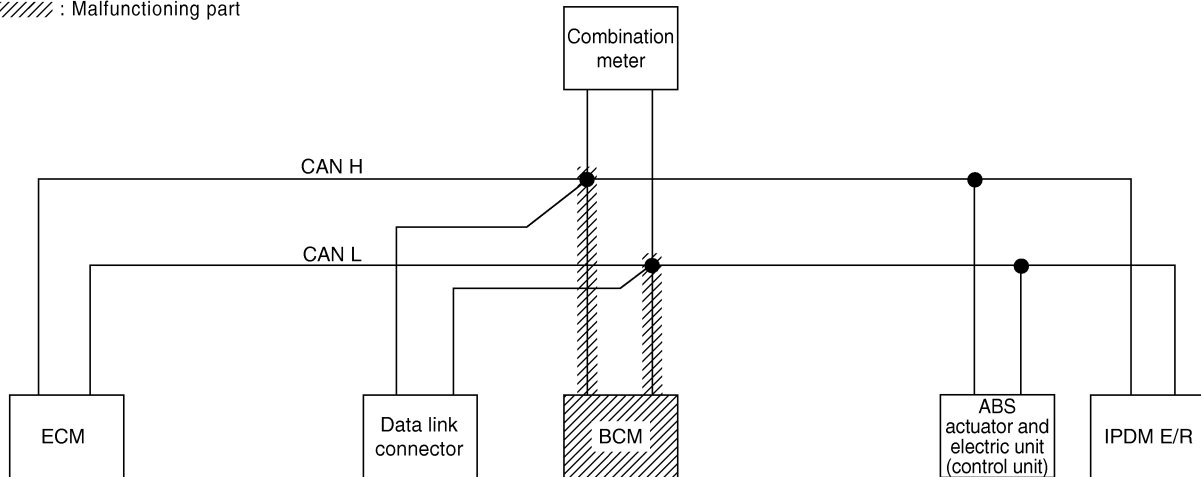 : Malfunctioning part
Combination
meter
CAN H
CAN L
ECM
Data link
connector
BCM
ABS
actuator and
electric unit
(control unit)
IPDM E/R